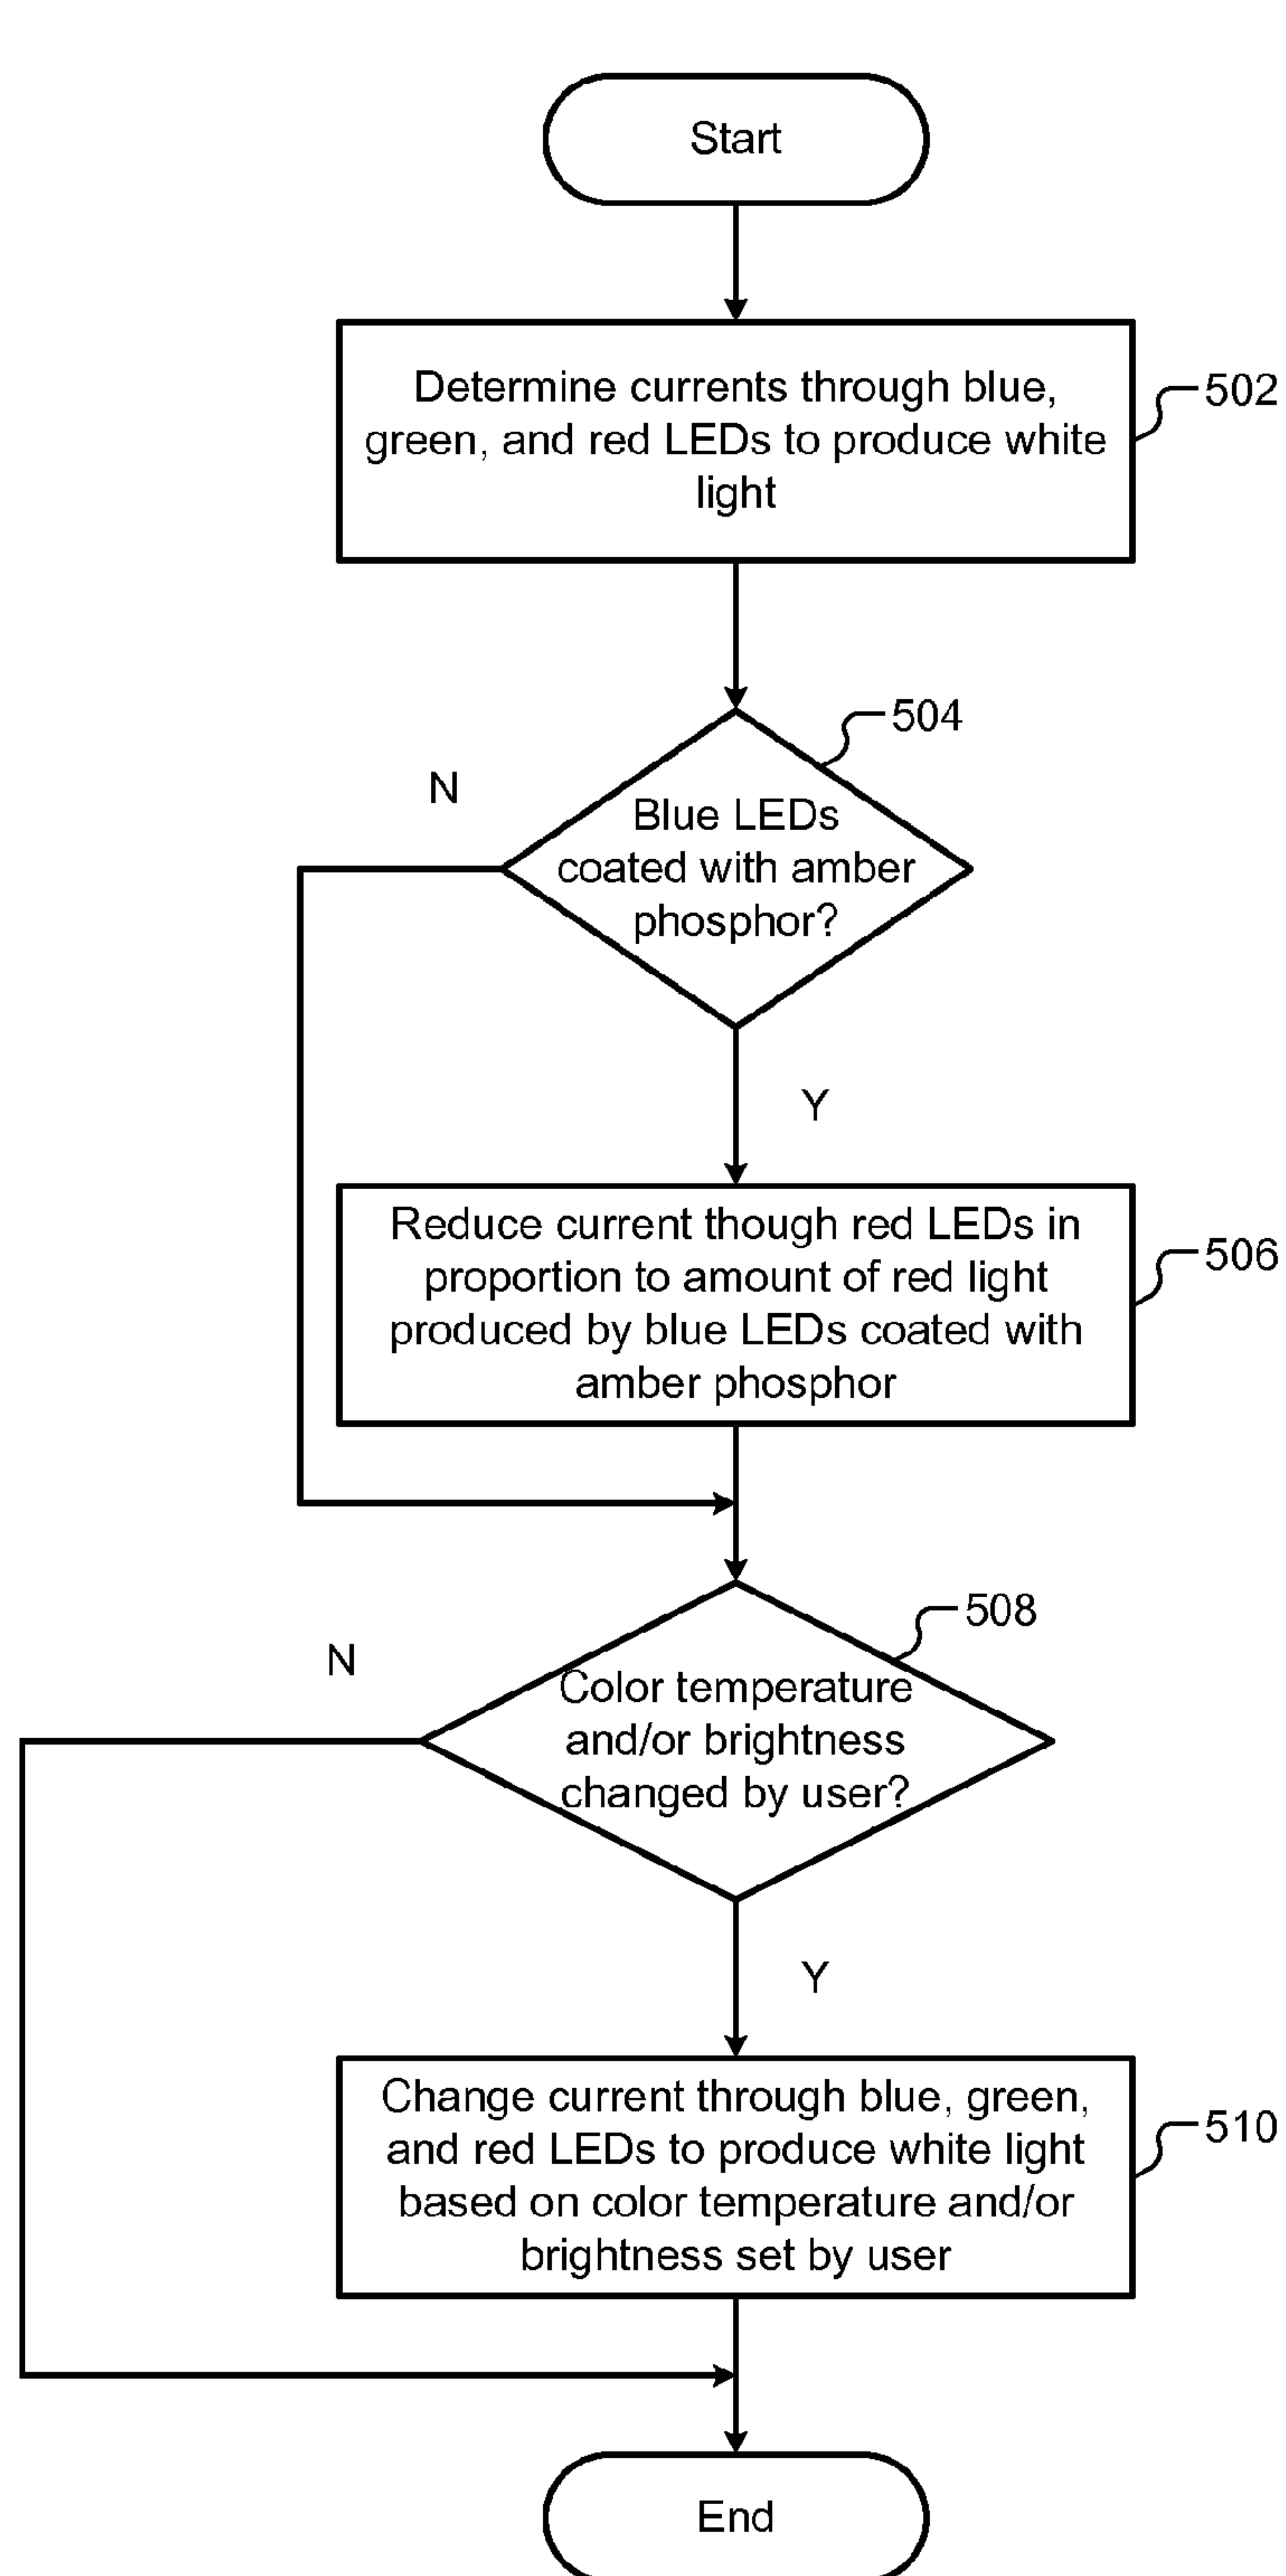 Start
Determine currents through blue,
green, and red LEDs to produce white
light
502
504
N
Blue LEDs
coated with amber
phosphor?
Y
Reduce current though red LEDs in
proportion to amount of red light
produced by blue LEDs coated with
amber phosphor
506
508
N
Color temperature
and/or brightness
changed by user?
Y
Change current through blue, green,
and red LEDs to produce white light
based on color temperature and/or
brightness set by user
510
End